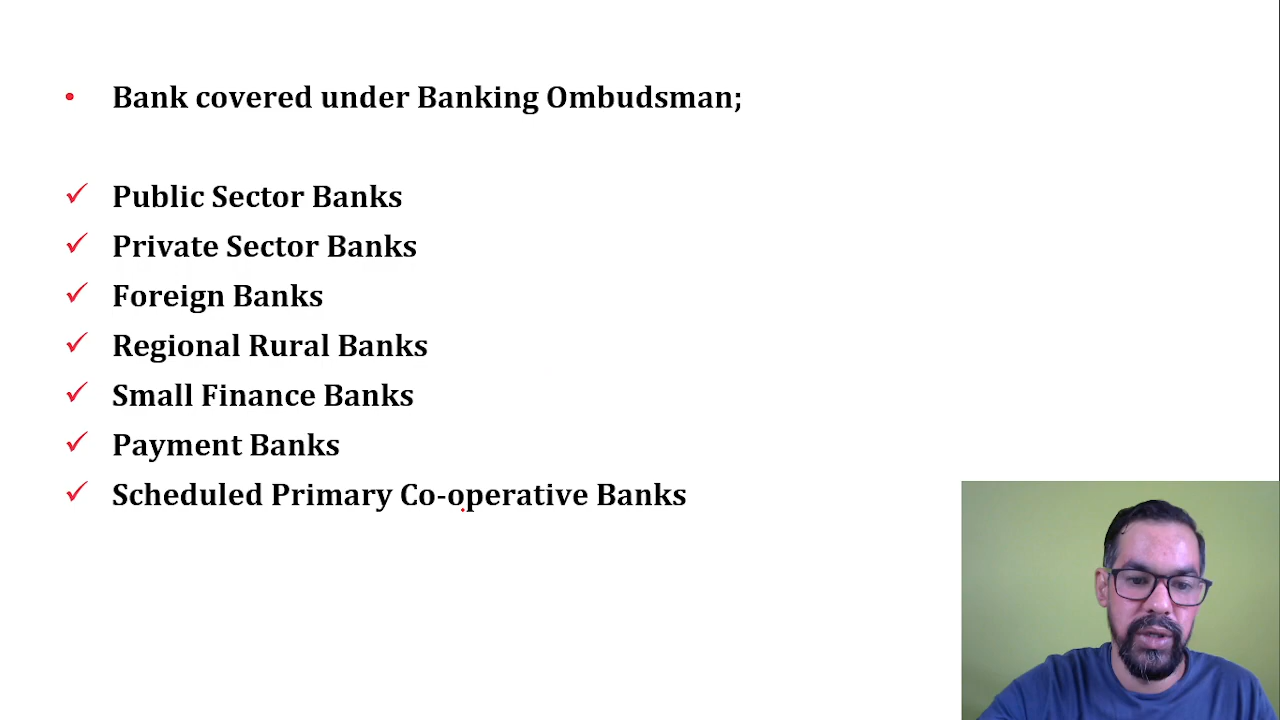 • Bank covered under Banking Ombudsman;
✓ Public Sector Banks
✓ Private Sector Banks
✓ Foreign Banks
✓ Regional Rural Banks
✓ Small Finance Banks
✓ Payment Banks
✓ Scheduled Primary Co-operative Banks